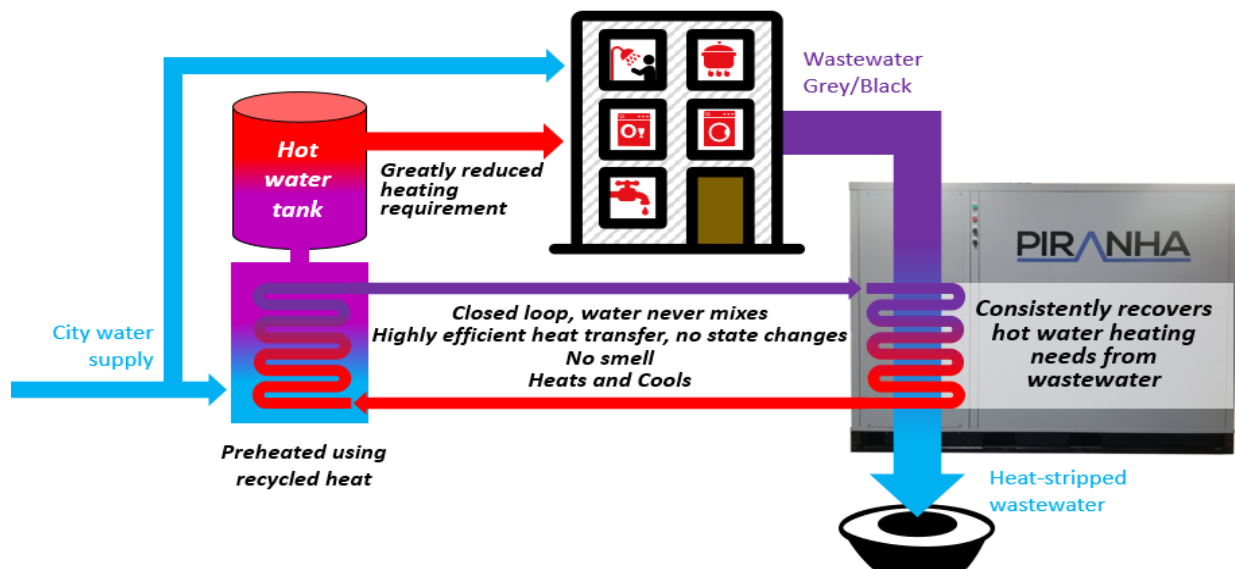 Wastewater
Grey/Black
Hot
water
tank
Greatly reduced
heating
requirement
PIRANHA
City water
supply
Closed loop, water never mixes
Highly efficient heat transfer, no state changes
No smell
Heats and Cools
Consistently recovers
hot water heating
needs from
wastewater
Preheated using
recycled heat
Heat-stripped
wastewater